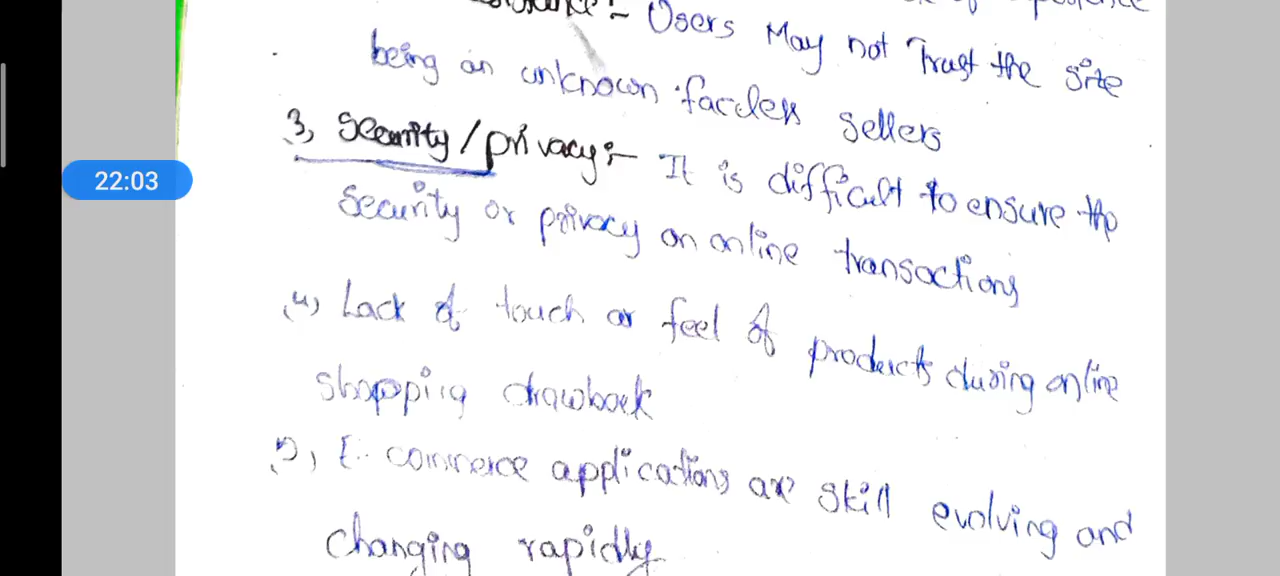 Users May not Trust the site
being an unknown faceless sellers
3, Security/privacy:- It is difficult to ensure the
22:03
Security or privacy on online transactions
4, Lack of touch or feel of products during online
shopping drawback
5, E-commerce applications are skill evolving and
changing rapidly